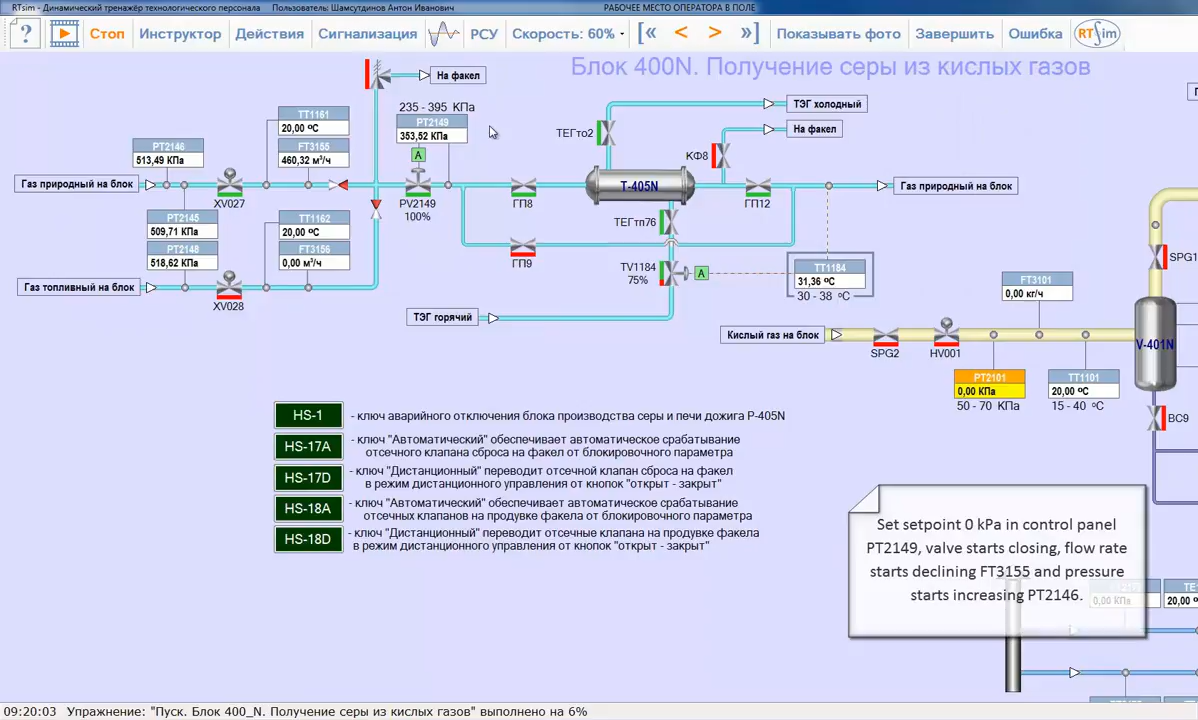 RTsim - Динамический тренажёр технологического персонала Пользователь: Шамсутдинов Антон Иванович РАБОЧЕЕ МЕСТО ОПЕРАТОРА В ПОЛЕ
? Стоп Инструктор Действия Сигнализация РСУ Скорость: 60% [« < > »] Показывать фото Завершить Ошибка RTSim
Блок 400N. Получение серы из кислых газов
На факел
235 - 395 КПа
PT2149
353,52 КПа
A
PV2149
100%
TT1161
20,00 ºC
FT3155
460,32 м³/ч
PT2146
513,49 КПа
Газ природный на блок
XV027
PT2145
509,71 КПа
PT2148
518,62 КПа
TT1162
20,00 ºC
FT3156
0,00 м³/ч
Газ топливный на блок
XV028
ГП8
ГП9
ТЭГ холодный
ТЕГто2
На факел
КФ8
T-405N
ГП12
Газ природный на блок
ТЕГтп76
TV1184
75%
A
TT1184
31,36 ºC
30 - 38 ºC
ТЭГ горячий
Кислый газ на блок
SPG2
HV001
FT3101
0,00 кг/ч
PT2101
0,00 КПа
50 - 70 КПа
TT1101
20,00 ºC
15 - 40 ºC
SPG1
V-401N
ВС9
HS-1 - ключ аварийного отключения блока производства серы и печи дожига P-405N
HS-17A - ключ "Автоматический" обеспечивает автоматическое срабатывание
отсечного клапана сброса на факел от блокировочного параметра
HS-17D - ключ "Дистанционный" переводит отсечной клапан сброса на факел
в режим дистанционного управления от кнопок "открыт - закрыт"
HS-18A - ключ "Автоматический" обеспечивает автоматическое срабатывание
отсечных клапанов на продувке факела от блокировочного параметра
HS-18D - ключ "Дистанционный" переводит отсечные клапана на продувке факела
в режим дистанционного управления от кнопок "открыт - закрыт"
Set setpoint 0 kPa in control panel
PT2149, valve starts closing, flow rate
starts declining FT3155 and pressure
starts increasing PT2146.
0,00 КПа
TE
20,00 º
09:20:03 Упражнение: "Пуск. Блок 400_N. Получение серы из кислых газов" выполнено на 6%